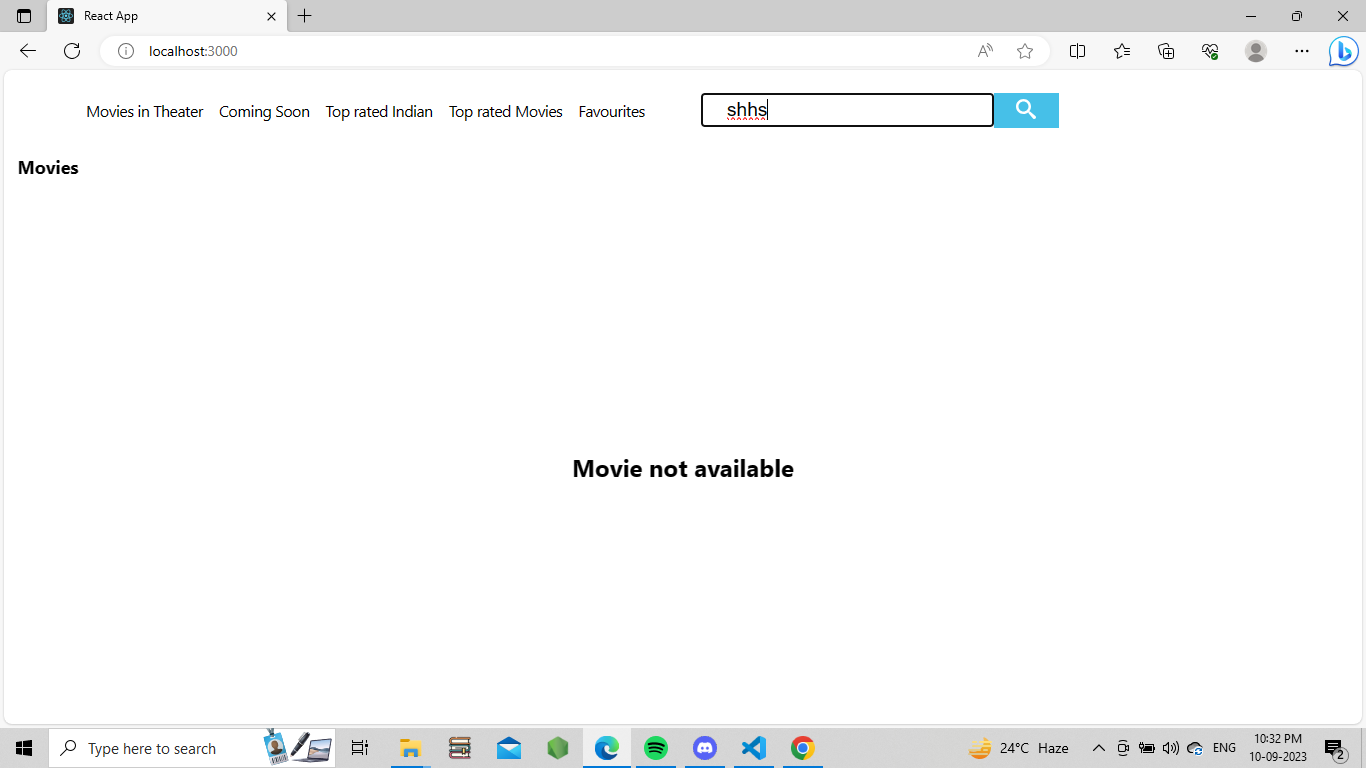 React App
localhost:3000
Movies in Theater Coming Soon Top rated Indian Top rated Movies Favourites shhs
Movies
Movie not available
Type here to search 24°C Haze ENG 10:32 PM
10-09-2023 2